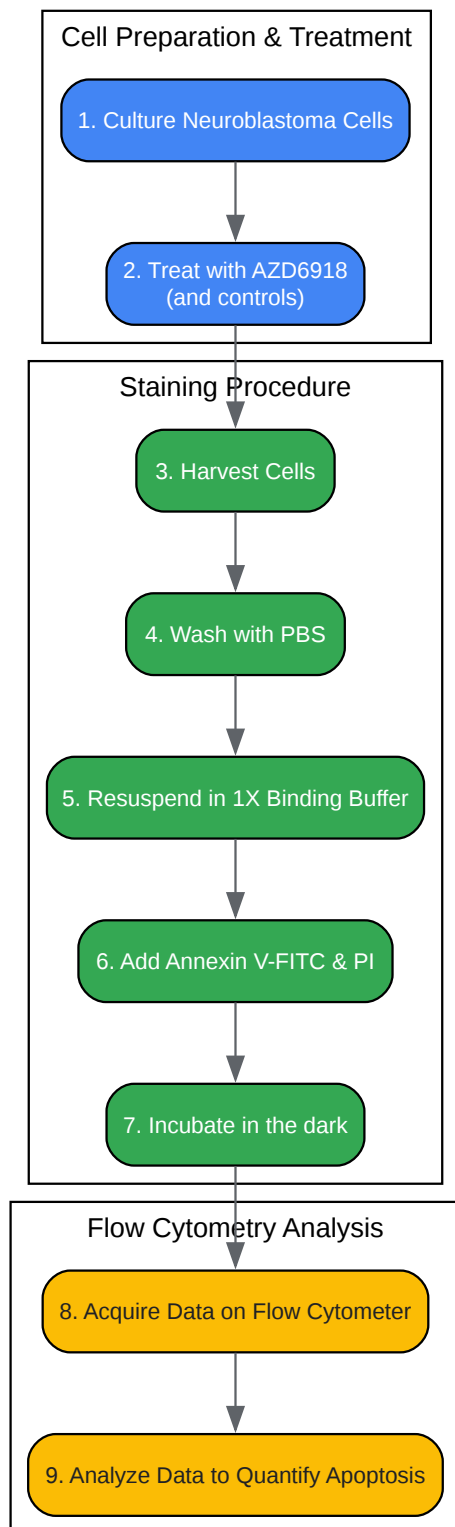 Cell Preparation & Treatment
1. Culture Neuroblastoma Cells
2. Treat with AZD6918
(and controls)
Staining Procedure
3. Harvest Cells
4. Wash with PBS
5. Resuspend in 1X Binding Buffer
6. Add Annexin V-FITC & PI
7. Incubate in the dark
Flow Cytometry Analysis
8. Acquire Data on Flow Cytometer
9. Analyze Data to Quantify Apoptosis